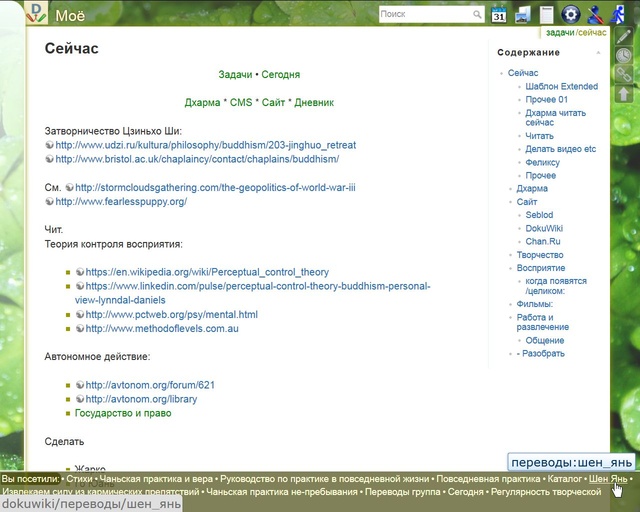 Моё
Поиск
31
задачи/сейчас
Сейчас
Задачи • Сегодня
Дхарма * CMS * Сайт * Дневник
Затворничество Цзиньхо Ши:
http://www.udzi.ru/kultura/philosophy/buddhism/203-jinghuo_retreat
http://www.bristol.ac.uk/chaplaincy/contact/chaplains/buddhism/
См. http://stormcloudsgathering.com/the-geopolitics-of-world-war-iii
http://www.fearlesspuppy.org/
Чит.
Теория контроля восприятия:
https://en.wikipedia.org/wiki/Perceptual_control_theory
https://www.linkedin.com/pulse/perceptual-control-theory-buddhism-personal-
view-lynndal-daniels
http://www.pctweb.org/psy/mental.html
http://www.methodoflevels.com.au
Автономное действие:
http://avtonom.org/forum/621
http://avtonom.org/library
Государство и право
Сделать
Жарко
Содержание
Сейчас
Шаблон Extended
Прочее 01
Дхарма читать
сейчас
Читать
Делать видео etc
Феликсу
Прочее
Дхарма
Сайт
Seblod
DokuWiki
Chan.Ru
Творчество
Восприятие
когда появятся
/целиком:
Фильмы:
Работа и
развлечение
Общение
- Разобрать
переводы:шен_янь
Вы посетили: • Стихи • Чаньская практика и вера • Руководство по практике в повседневной жизни • Повседневная практика • Каталог • Шен Янь •
Извлекаем силу из кармических препятствий • Чаньская практика не-пребывания • Переводы группа • Сегодня • Регулярность творческой
dokuwiki/переводы/шен_янь